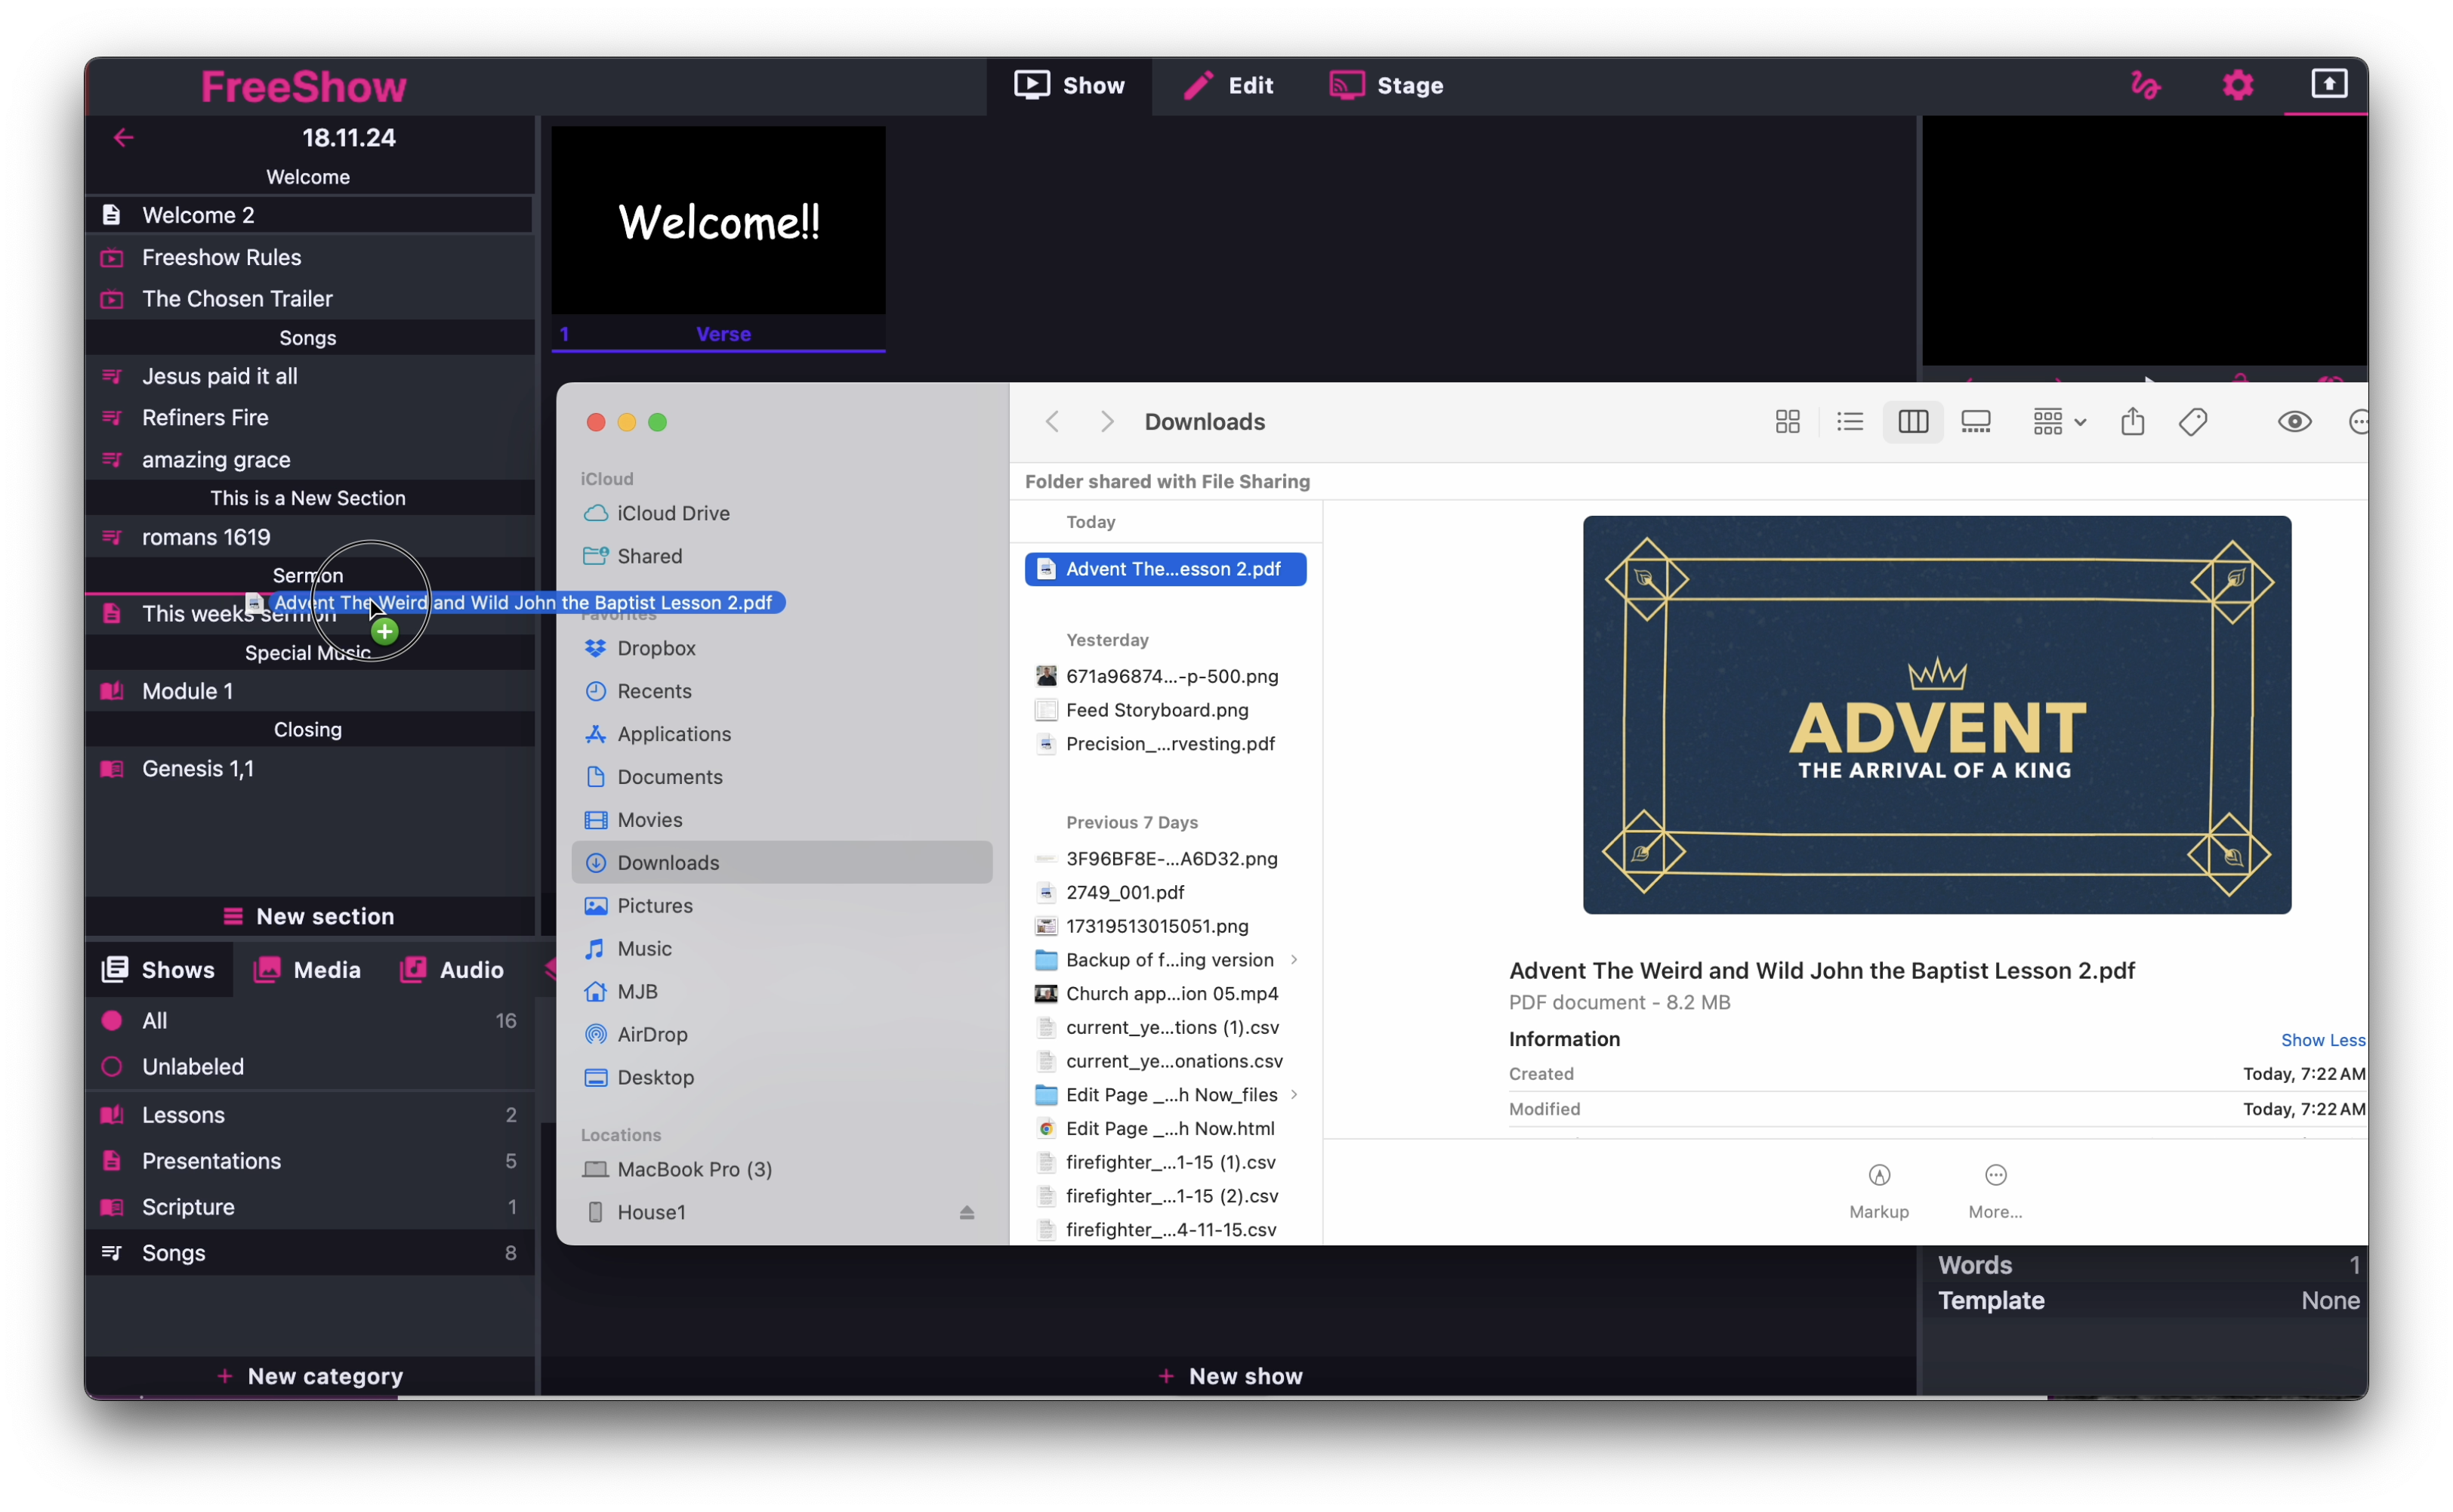 FreeShow
Show
Edit
Stage
18.11.24
Welcome
Welcome 2
Freeshow Rules
The Chosen Trailer
Songs
Jesus paid it all
Refiners Fire
amazing grace
This is a New Section
romans 1619
Sermon
This weeks sermon
Special Music
Module 1
Closing
Genesis 1,1
New section
Shows
Media
Audio
All 16
Unlabeled
Lessons 2
Presentations 5
Scripture 1
Songs 8
New category
Welcome!!
1 Verse
Advent The Weird and Wild John the Baptist Lesson 2.pdf
iCloud
iCloud Drive
Shared
Favorites
Dropbox
Recents
Applications
Documents
Movies
Downloads
Pictures
Music
MJB
AirDrop
Desktop
Locations
MacBook Pro (3)
House1
Downloads
Folder shared with File Sharing
Today
Advent The...esson 2.pdf
Yesterday
671a96874...-p-500.png
Feed Storyboard.png
Precision_...rvesting.pdf
Previous 7 Days
3F96BF8E-...A6D32.png
2749_001.pdf
17319513015051.png
Backup of f...ing version
Church app...ion 05.mp4
current_ye...tions (1).csv
current_ye...onations.csv
Edit Page _...h Now_files
Edit Page _...h Now.html
firefighter_...1-15 (1).csv
firefighter_...1-15 (2).csv
firefighter_...4-11-15.csv
ADVENT
THE ARRIVAL OF A KING
Advent The Weird and Wild John the Baptist Lesson 2.pdf
PDF document - 8.2 MB
Information Show Less
Created Today, 7:22 AM
Modified Today, 7:22 AM
Markup
More...
Words 1
Template None
New show